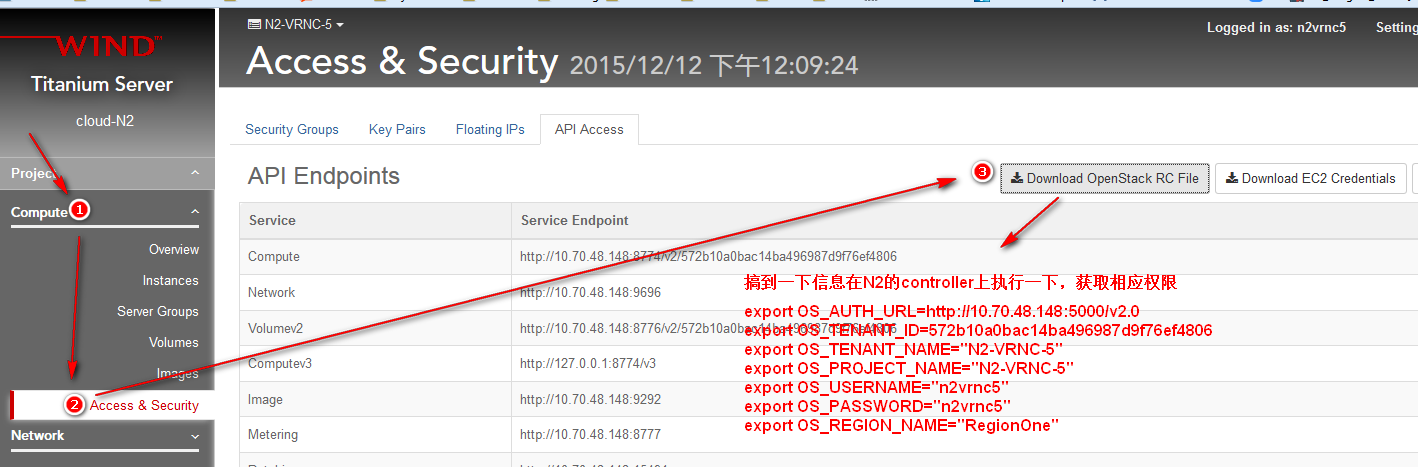 N2-VRNC-5
Logged in as: n2vrnc5
Setting
WIND
Access & Security 2015/12/12 下午12:09:24
Titanium Server
cloud-N2
Security Groups
Key Pairs
Floating IPs
API Access
Project
API Endpoints
3
Download OpenStack RC File
Download EC2 Credentials
Compute
1
Service
Service Endpoint
Overview
Compute
http://10.70.48.148:8774/v2/572b10a0bac14ba496987d9f76ef4806
Instances
搞到一下信息在N2的controller上执行一下，获取相应权限
Network
http://10.70.48.148:9696
Server Groups
export OS_AUTH_URL=http://10.70.48.148:5000/v2.0
Volumev2
http://10.70.48.148:8776/v2/572b10a0bac14ba496987d9f76ef4806
export OS_TENANT_ID=572b10a0bac14ba496987d9f76ef4806
Volumes
export OS_TENANT_NAME="N2-VRNC-5"
Computev3
http://127.0.0.1:8774/v3
export OS_PROJECT_NAME="N2-VRNC-5"
Images
export OS_USERNAME="n2vrnc5"
Image
http://10.70.48.148:9292
export OS_PASSWORD="n2vrnc5"
2
Access & Security
export OS_REGION_NAME="RegionOne"
Network
Metering
http://10.70.48.148:8777